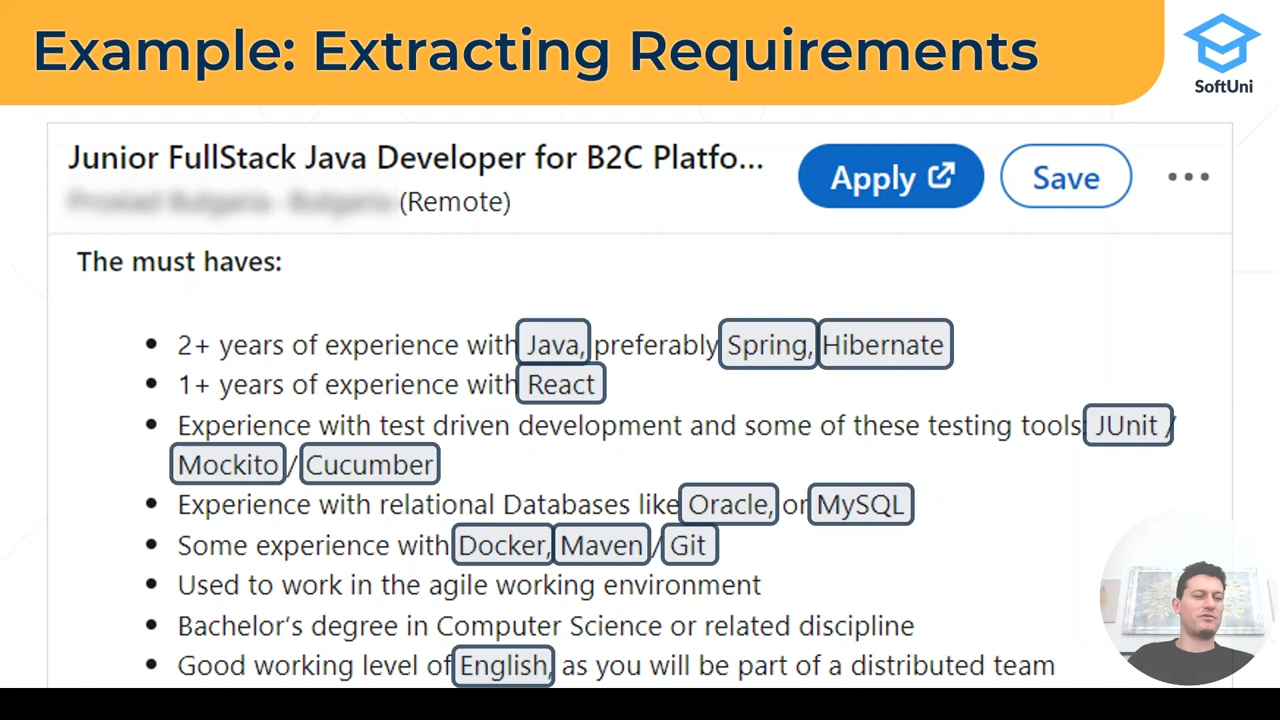 Example: Extracting Requirements
SoftUni
Junior FullStack Java Developer for B2C Platfo...
Apply
Save
(Remote)
The must haves:
2+ years of experience with Java, preferably Spring, Hibernate
1+ years of experience with React
Experience with test driven development and some of these testing tools: JUnit /
Mockito / Cucumber
Experience with relational Databases like Oracle, or MySQL
Some experience with Docker, Maven / Git
Used to work in the agile working environment
Bachelor's degree in Computer Science or related discipline
Good working level of English, as you will be part of a distributed team